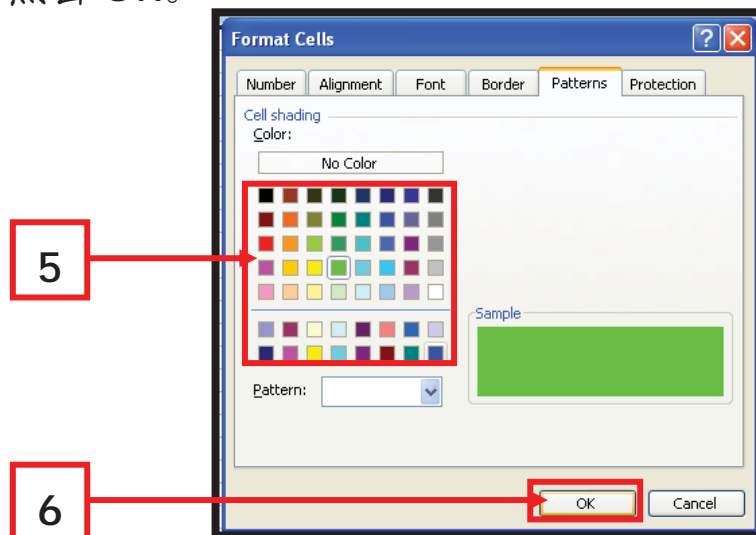 Format Cells
Number Alignment Font Border Patterns Protection
Cell shading
Color:
No Color
5
Sample
Pattern:
6
OK Cancel